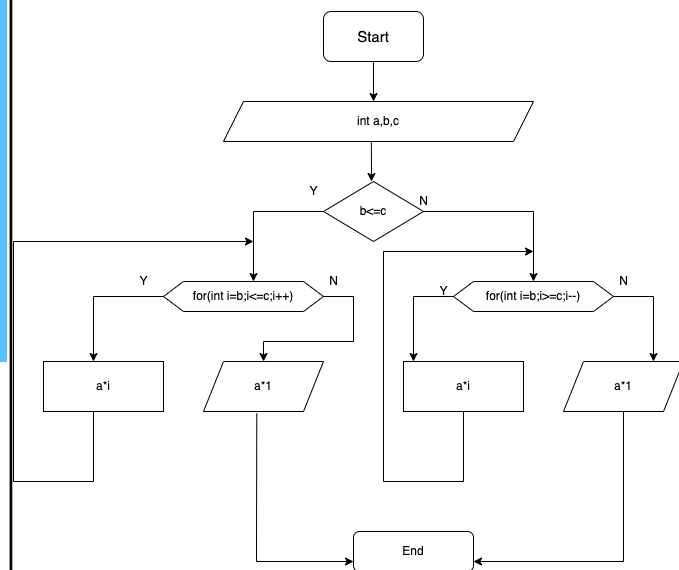 Start
int a,b,c
Y
N
b<=c
Y
for(int i=b;i<=c;i++)
N
Y
for(int i=b;i>=c;i--)
N
a*i
a*1
a*i
a*1
End